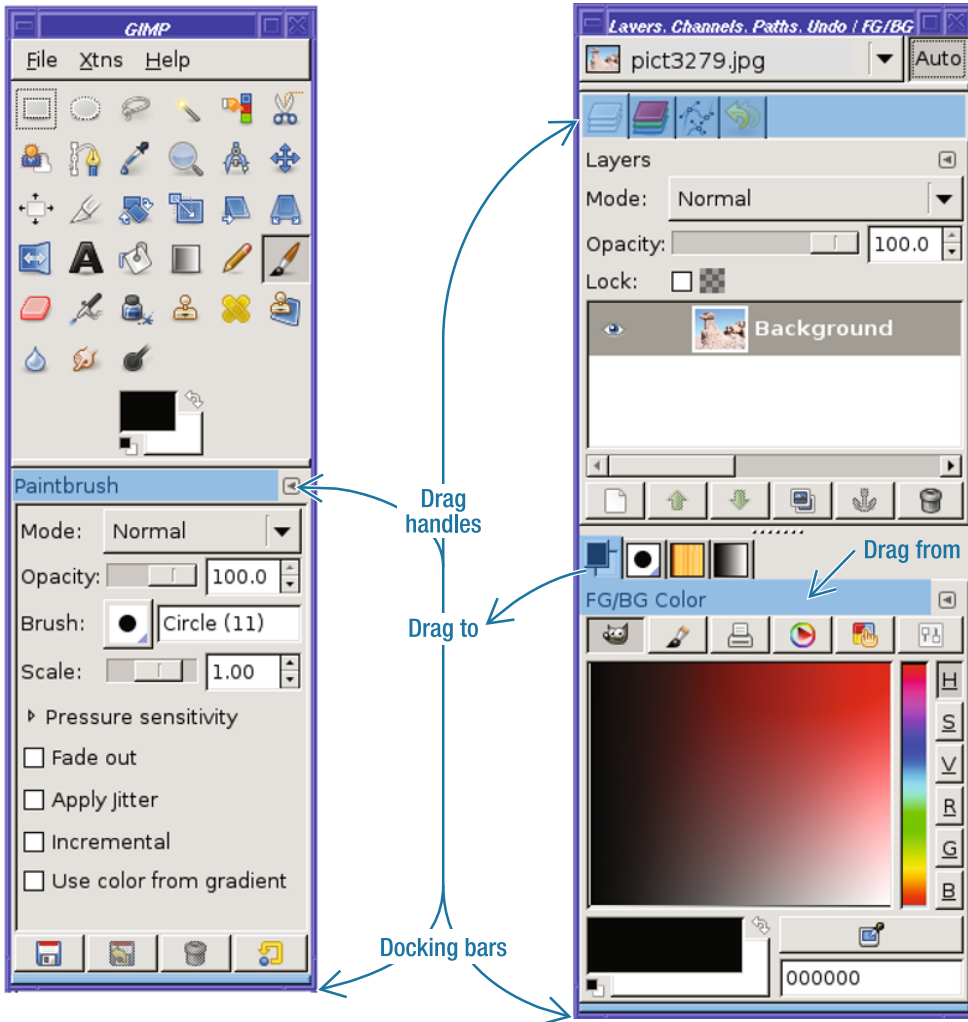 GIMP
File Xtns Help
Paintbrush
Mode: Normal
Opacity: 100.0
Brush: Circle (11)
Scale: 1.00
Pressure sensitivity
Fade out
Apply Jitter
Incremental
Use color from gradient
Drag
handles
Drag to
Docking bars
Layers, Channels, Paths, Undo / FG/BG
pict3279.jpg Auto
Layers
Mode: Normal
Opacity: 100.0
Lock:
Background
Drag from
FG/BG Color
H
S
V
R
G
B
000000